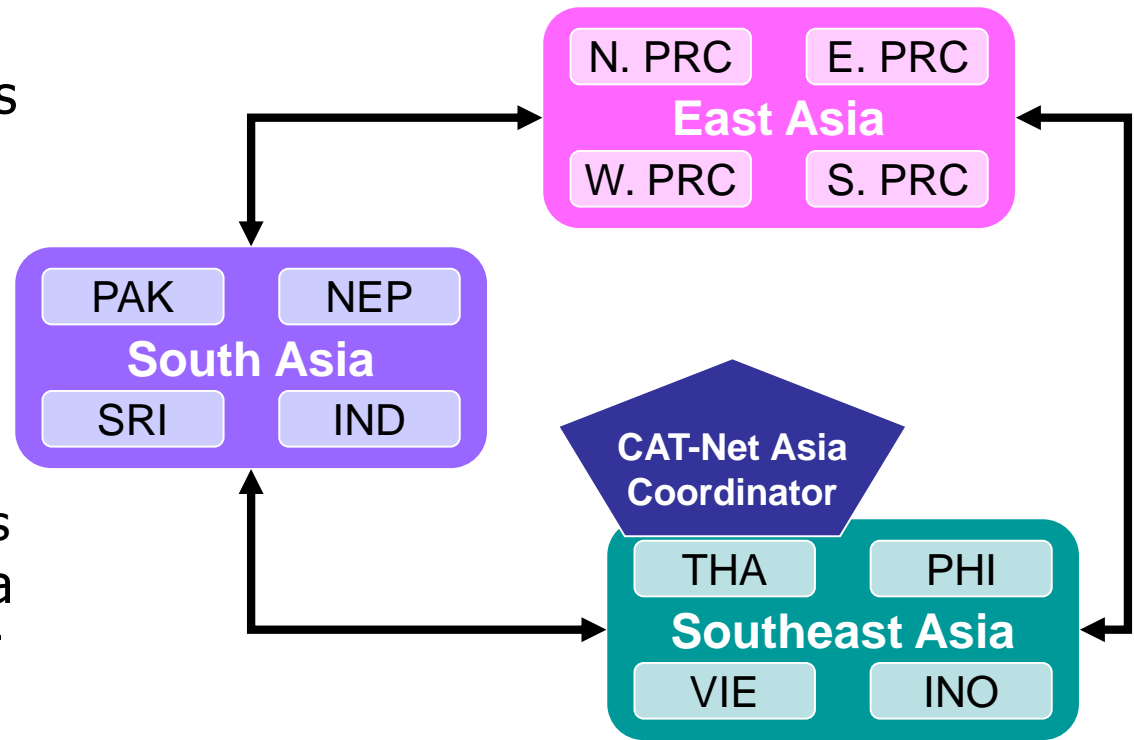 N. PRC E. PRC
East Asia
W. PRC S. PRC
PAK NEP
South Asia
SRI IND
CAT-Net Asia
Coordinator
THA PHI
Southeast Asia
VIE INO